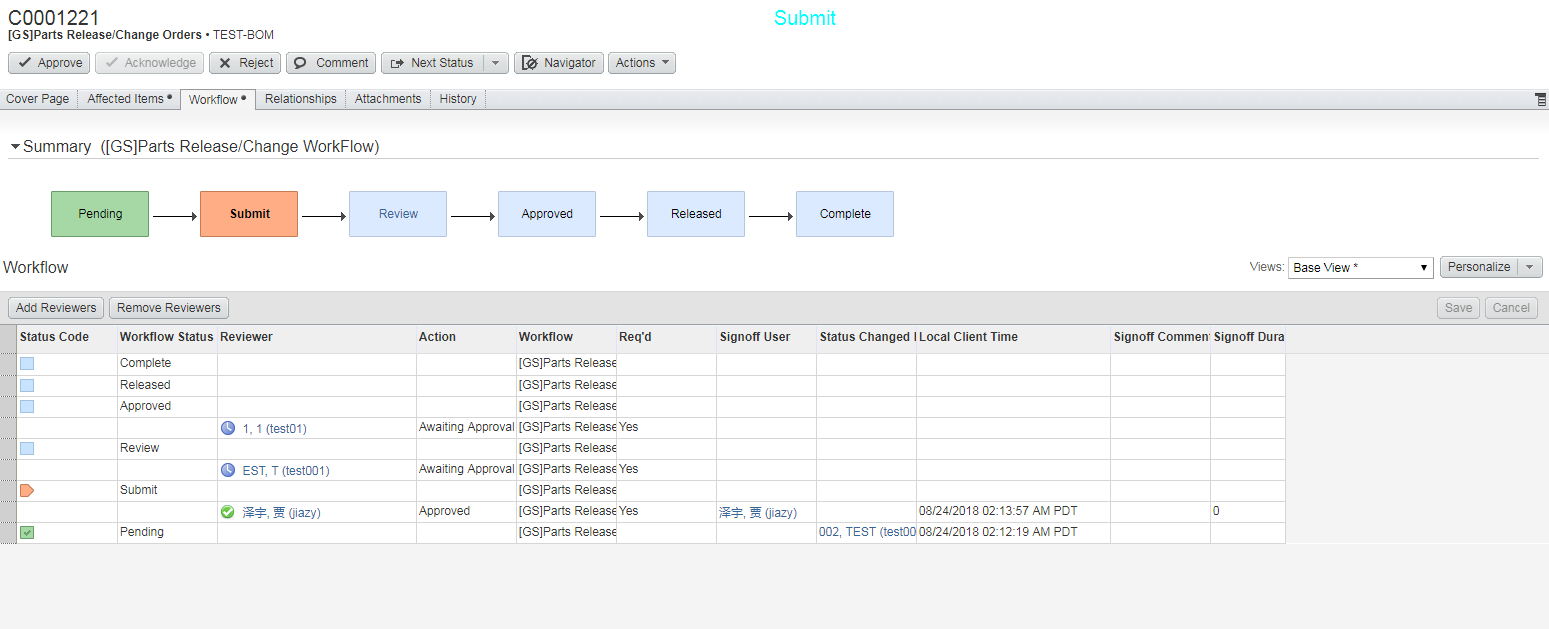 C0001221
Submit
[GS]Parts Release/Change Orders • TEST-BOM
Approve Acknowledge Reject Comment Next Status Navigator Actions
Cover Page Affected Items • Workflow • Relationships Attachments History
Summary ([GS]Parts Release/Change WorkFlow)
Pending Submit Review Approved Released Complete
Workflow Views: Base View * Personalize
Add Reviewers Remove Reviewers Save Cancel
Status Code Workflow Status Reviewer Action Workflow Req'd Signoff User Status Changed Local Client Time Signoff Commen Signoff Dura
Complete [GS]Parts Release
Released [GS]Parts Release
Approved [GS]Parts Release
1, 1 (test01) Awaiting Approval [GS]Parts Release Yes
Review [GS]Parts Release
EST, T (test001) Awaiting Approval [GS]Parts Release Yes
Submit [GS]Parts Release
泽宇, 贾 (jiazy) Approved [GS]Parts Release Yes 泽宇, 贾 (jiazy) 08/24/2018 02:13:57 AM PDT 0
Pending [GS]Parts Release 002, TEST (test00 08/24/2018 02:12:19 AM PDT